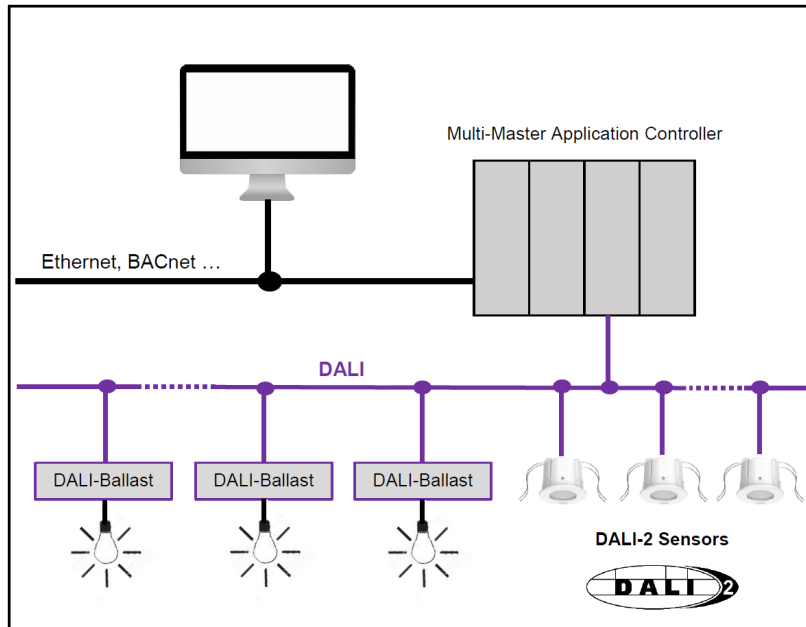 Multi-Master Application Controller
Ethernet, BACnet …
DALI
DALI-Ballast
DALI-Ballast
DALI-Ballast
DALI-2 Sensors
DALI 2